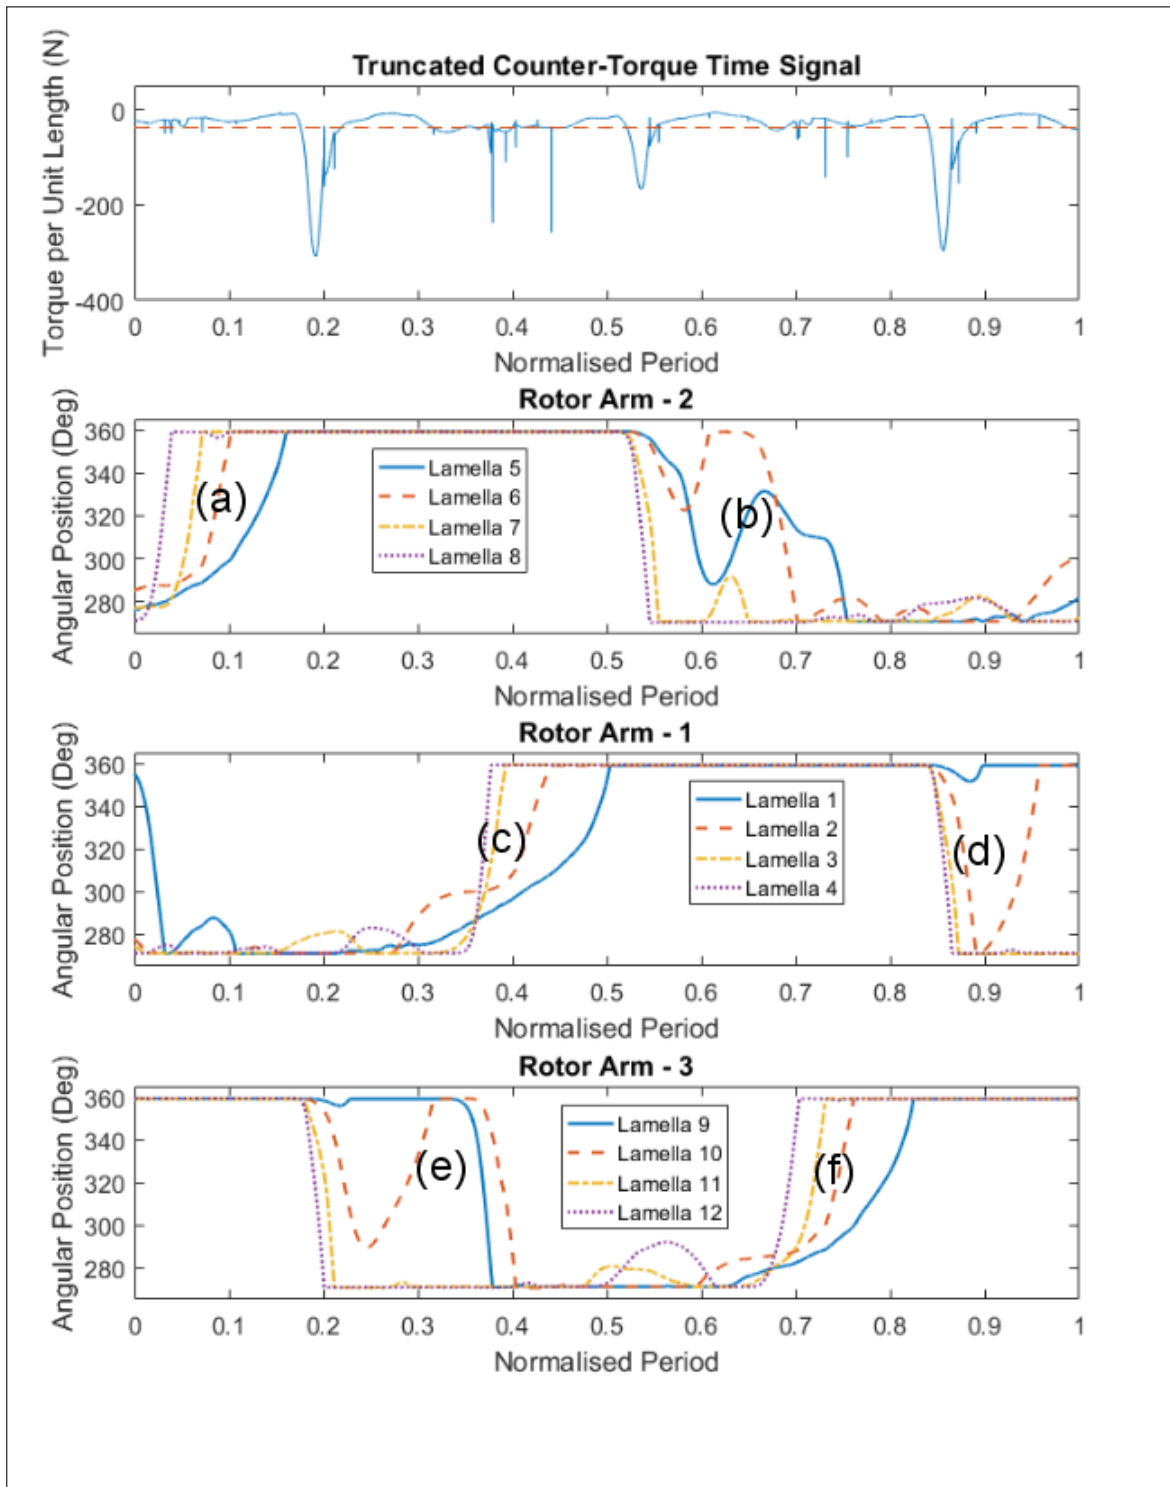 Truncated Counter-Torque Time Signal
Torque per Unit Length (N)
0
-200
-400
0 0.1 0.2 0.3 0.4 0.5 0.6 0.7 0.8 0.9 1
Normalised Period
Rotor Arm - 2
Angular Position (Deg)
360
340
320
300
280
Lamella 5
Lamella 6
Lamella 7
Lamella 8
(a)
(b)
0 0.1 0.2 0.3 0.4 0.5 0.6 0.7 0.8 0.9 1
Normalised Period
Rotor Arm - 1
Angular Position (Deg)
360
340
320
300
280
(c)
Lamella 1
Lamella 2
Lamella 3
Lamella 4
(d)
0 0.1 0.2 0.3 0.4 0.5 0.6 0.7 0.8 0.9 1
Normalised Period
Rotor Arm - 3
Angular Position (Deg)
360
340
320
300
280
(e)
Lamella 9
Lamella 10
Lamella 11
Lamella 12
(f)
0 0.1 0.2 0.3 0.4 0.5 0.6 0.7 0.8 0.9 1
Normalised Period